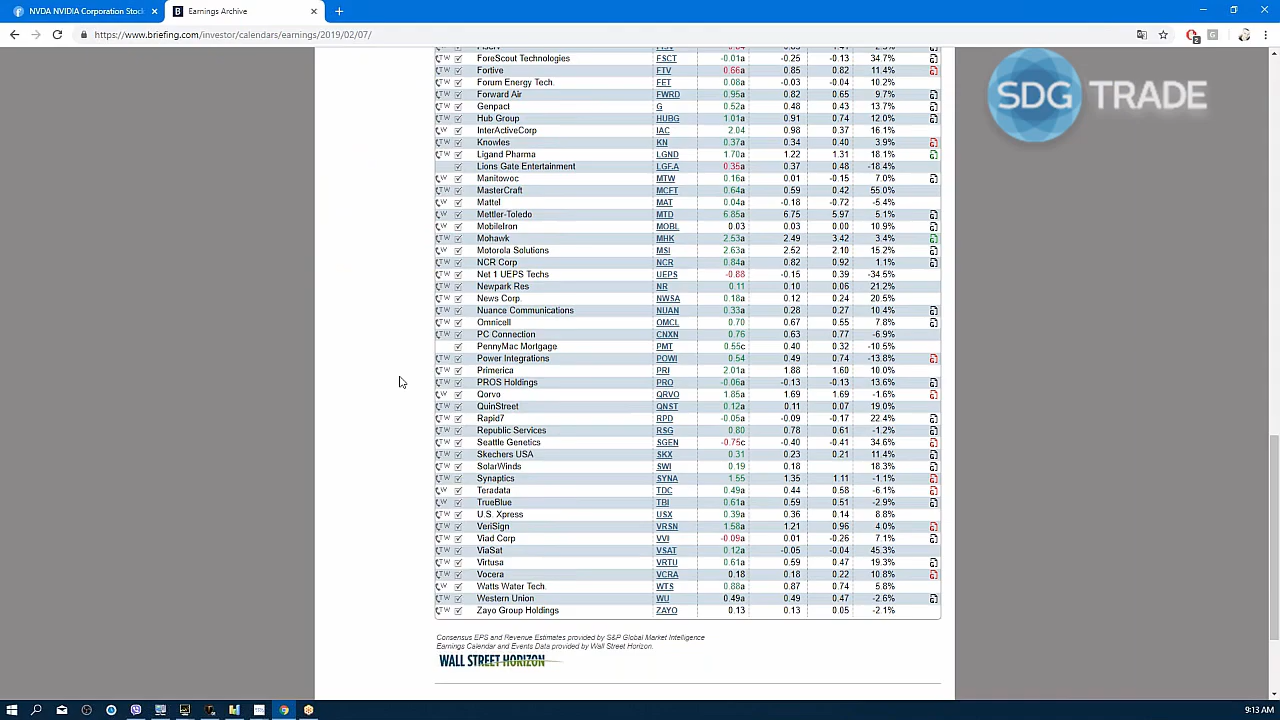 NVDA NVIDIA Corporation Stock
Earnings Archive
https://www.briefing.com/investor/calendars/earnings/2019/02/07/
SDG TRADE
ForeScout Technologies FSCT -0.01a -0.25 -0.13 34.7%
Fortive FTV 0.66a 0.85 0.82 11.4%
Forum Energy Tech. FET 0.08a -0.03 -0.04 10.2%
Forward Air FWRD 0.95a 0.82 0.65 9.7%
Genpact G 0.52a 0.48 0.43 13.7%
Hub Group HUBG 1.01a 0.91 0.74 12.0%
InterActiveCorp IAC 2.04 0.98 0.37 16.1%
Knowles KN 0.37a 0.34 0.40 3.9%
Ligand Pharma LGND 1.70a 1.22 1.31 18.1%
Lions Gate Entertainment LGF.A 0.35a 0.37 0.48 -18.4%
Manitowoc MTW 0.16a 0.01 -0.15 7.0%
MasterCraft MCFT 0.64a 0.59 0.42 55.0%
Mattel MAT 0.04a -0.18 -0.72 -5.4%
Mettler-Toledo MTD 6.85a 6.75 5.97 5.1%
MobileIron MOBL 0.03 0.03 0.00 10.9%
Mohawk MHK 2.53a 2.49 3.42 3.4%
Motorola Solutions MSI 2.63a 2.52 2.10 15.2%
NCR Corp NCR 0.84a 0.82 0.92 1.1%
Net 1 UEPS Techs UEPS -0.88 -0.15 0.39 -34.5%
Newpark Res NR 0.11 0.10 0.06 21.2%
News Corp. NWSA 0.18a 0.12 0.24 20.5%
Nuance Communications NUAN 0.33a 0.28 0.27 10.4%
Omnicell OMCL 0.70 0.67 0.55 7.8%
PC Connection CNXN 0.76 0.63 0.77 -6.9%
PennyMac Mortgage PMT 0.55c 0.40 0.32 -10.5%
Power Integrations POWI 0.54 0.49 0.74 -13.8%
Primerica PRI 2.01a 1.88 1.60 10.0%
PROS Holdings PRO -0.06a -0.13 -0.13 13.6%
Qorvo QRVO 1.85a 1.69 1.69 -1.6%
QuinStreet QNST 0.12a 0.11 0.07 19.0%
Rapid7 RPD -0.05a -0.09 -0.17 22.4%
Republic Services RSG 0.80 0.78 0.61 -1.2%
Seattle Genetics SGEN -0.75c -0.40 -0.41 34.6%
Skechers USA SKX 0.31 0.23 0.21 11.4%
SolarWinds SWI 0.19 0.18 18.3%
Synaptics SYNA 1.55 1.35 1.11 -1.1%
Teradata TDC 0.49a 0.44 0.58 -6.1%
TrueBlue TBI 0.61a 0.59 0.51 -2.9%
U.S. Xpress USX 0.39a 0.36 0.14 8.8%
VeriSign VRSN 1.58a 1.21 0.96 4.0%
Viad Corp VVI -0.09a 0.01 -0.26 7.1%
ViaSat VSAT 0.12a -0.05 -0.04 45.3%
Virtusa VRTU 0.61a 0.59 0.47 19.3%
Vocera VCRA 0.18 0.18 0.22 10.8%
Watts Water Tech. WTS 0.88a 0.87 0.74 5.8%
Western Union WU 0.49a 0.49 0.47 -2.6%
Zayo Group Holdings ZAYO 0.13 0.13 0.05 -2.1%
Consensus EPS and Revenue Estimates provided by S&P Global Market Intelligence
Earnings Calendar and Events Data provided by Wall Street Horizon.
WALL STREET HORIZON
9:13 AM